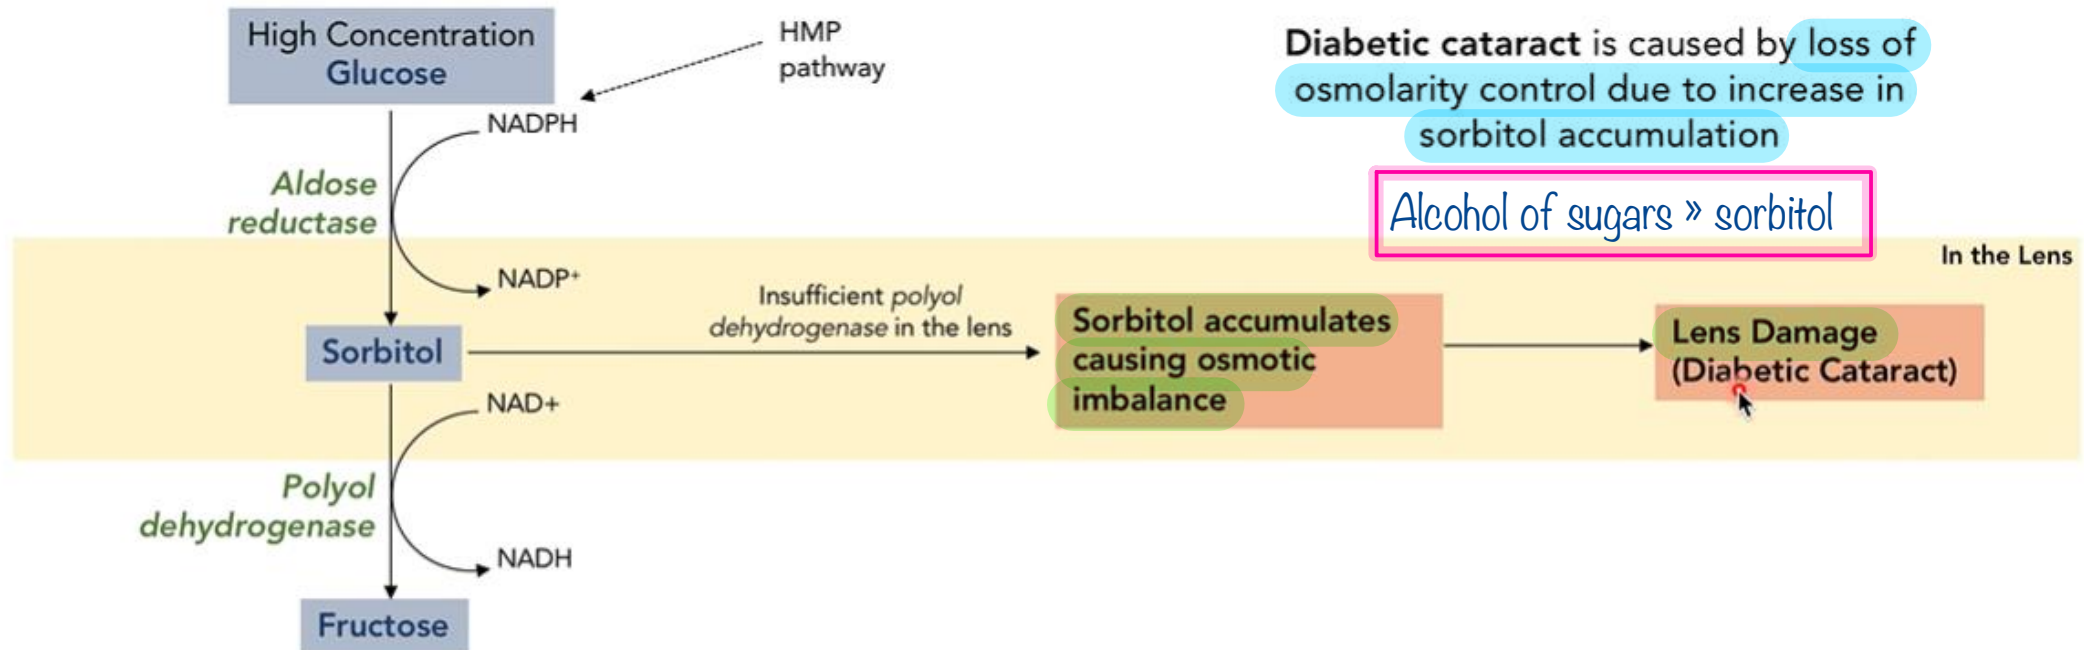 High Concentration
Glucose
HMP
pathway
NADPH
Aldose
reductase
NADP+
Diabetic cataract is caused by loss of
osmolarity control due to increase in
sorbitol accumulation
Alcohol of sugars » sorbitol
In the Lens
Sorbitol
Insufficient polyol
dehydrogenase in the lens
Sorbitol accumulates
causing osmotic
imbalance
Lens Damage
(Diabetic Cataract)
NAD+
Polyol
dehydrogenase
NADH
Fructose